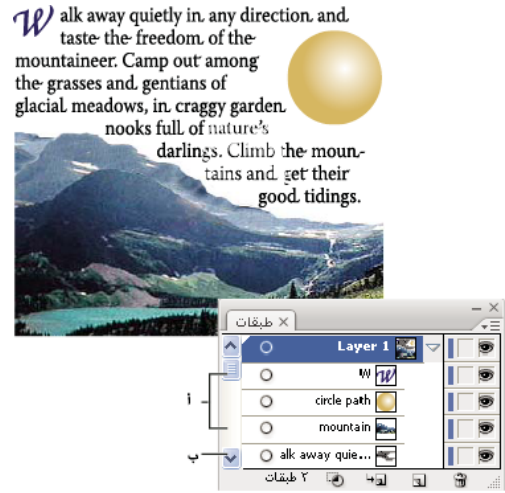 Walk away quietly in any direction and
taste the freedom of the
mountaineer. Camp out among
the grasses and gentians of
glacial meadows, in craggy garden
nooks full of nature's
darlings. Climb the moun-
tains and get their
good tidings.
طبقات
Layer 1
W
circle path
mountain
alk away quie...
٢ طبقات
أ
ب